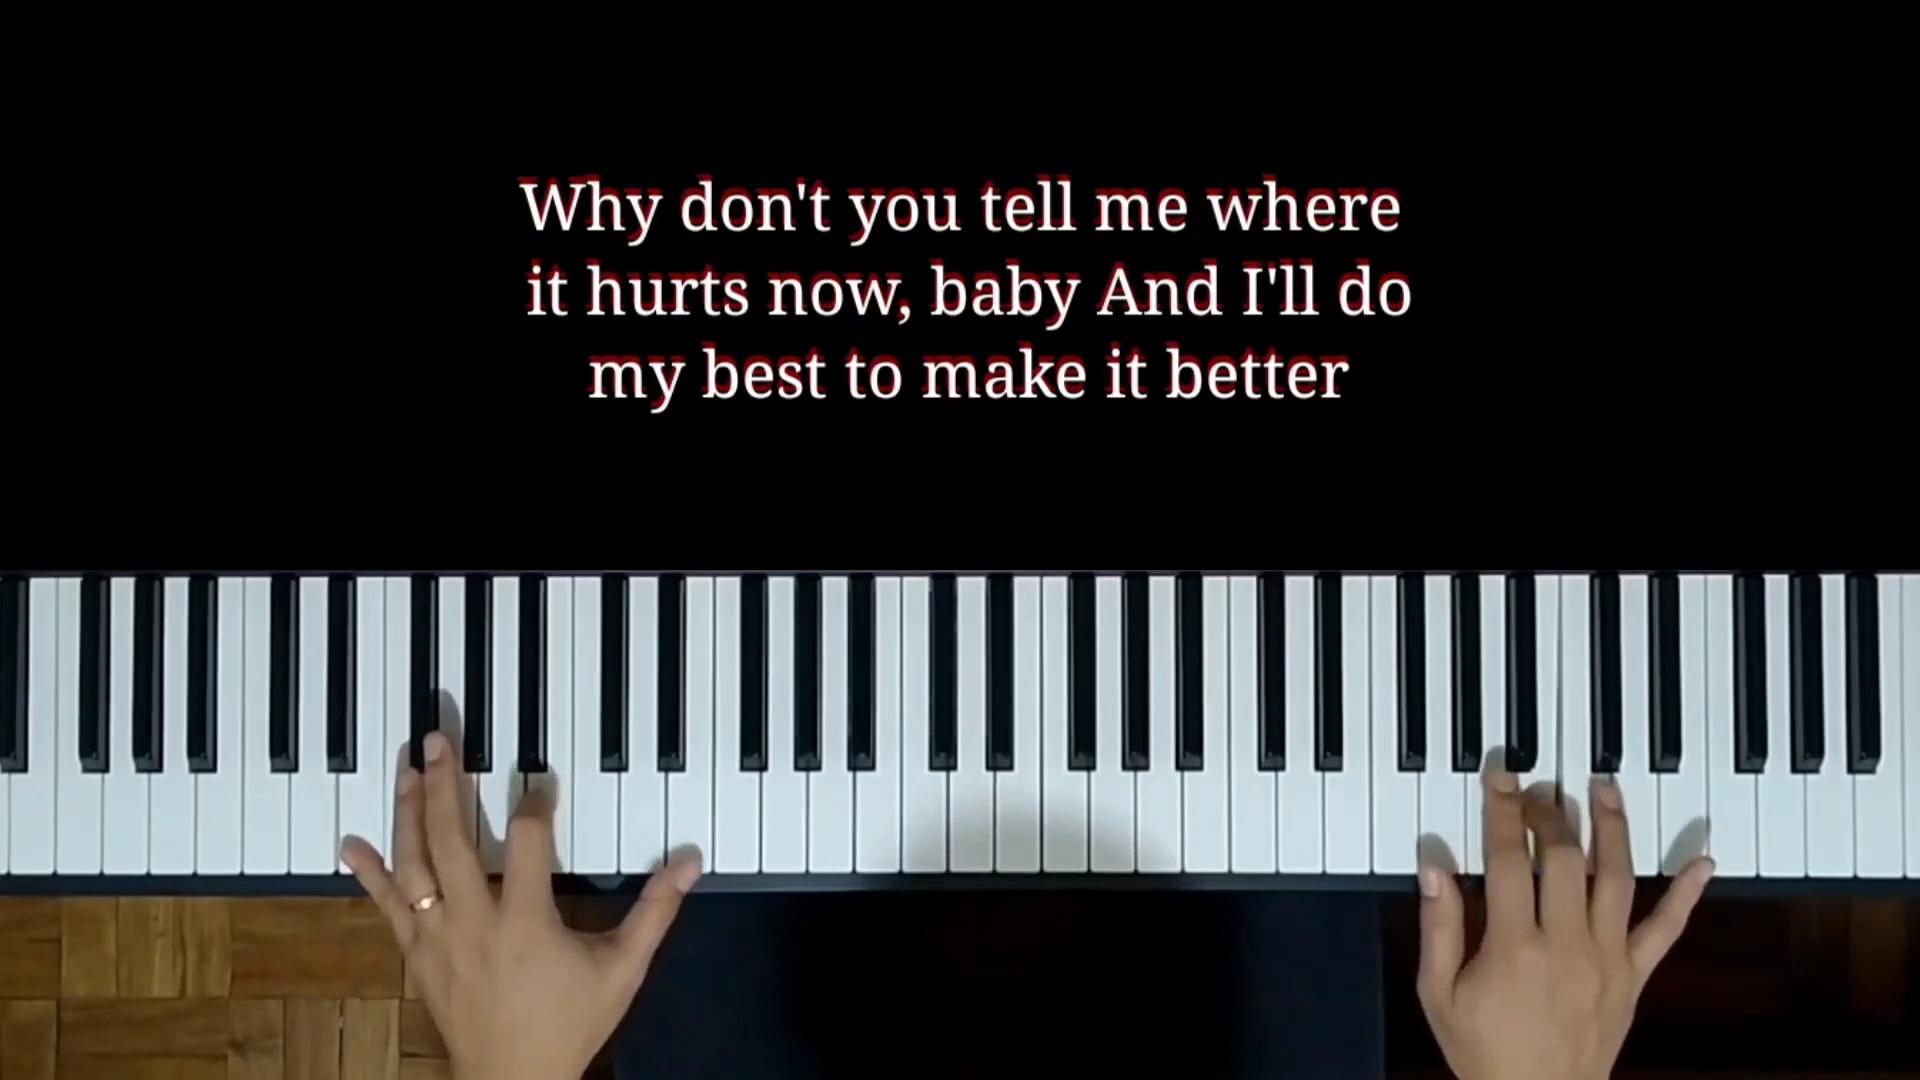 Why don't you tell me where
it hurts now, baby And I'll do
my best to make it better